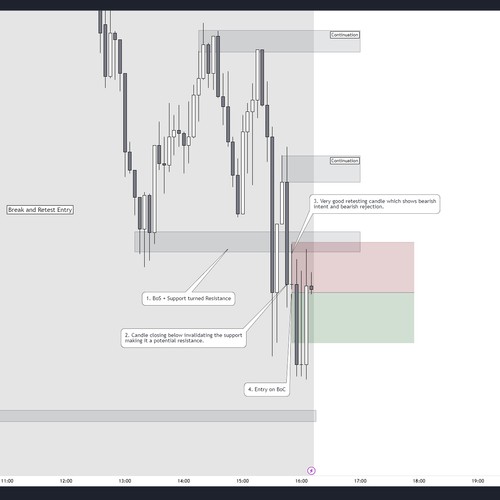 Continuation
Continuation
3. Very good retesting candle which shows bearish
intent and bearish rejection.
Break and Retest Entry
1. BoS + Support turned Resistance
2. Candle closing below invalidating the support
making it a potential resistance.
4. Entry on BoC
11:00 12:00 13:00 14:00 15:00 16:00 17:00 18:00 19:00